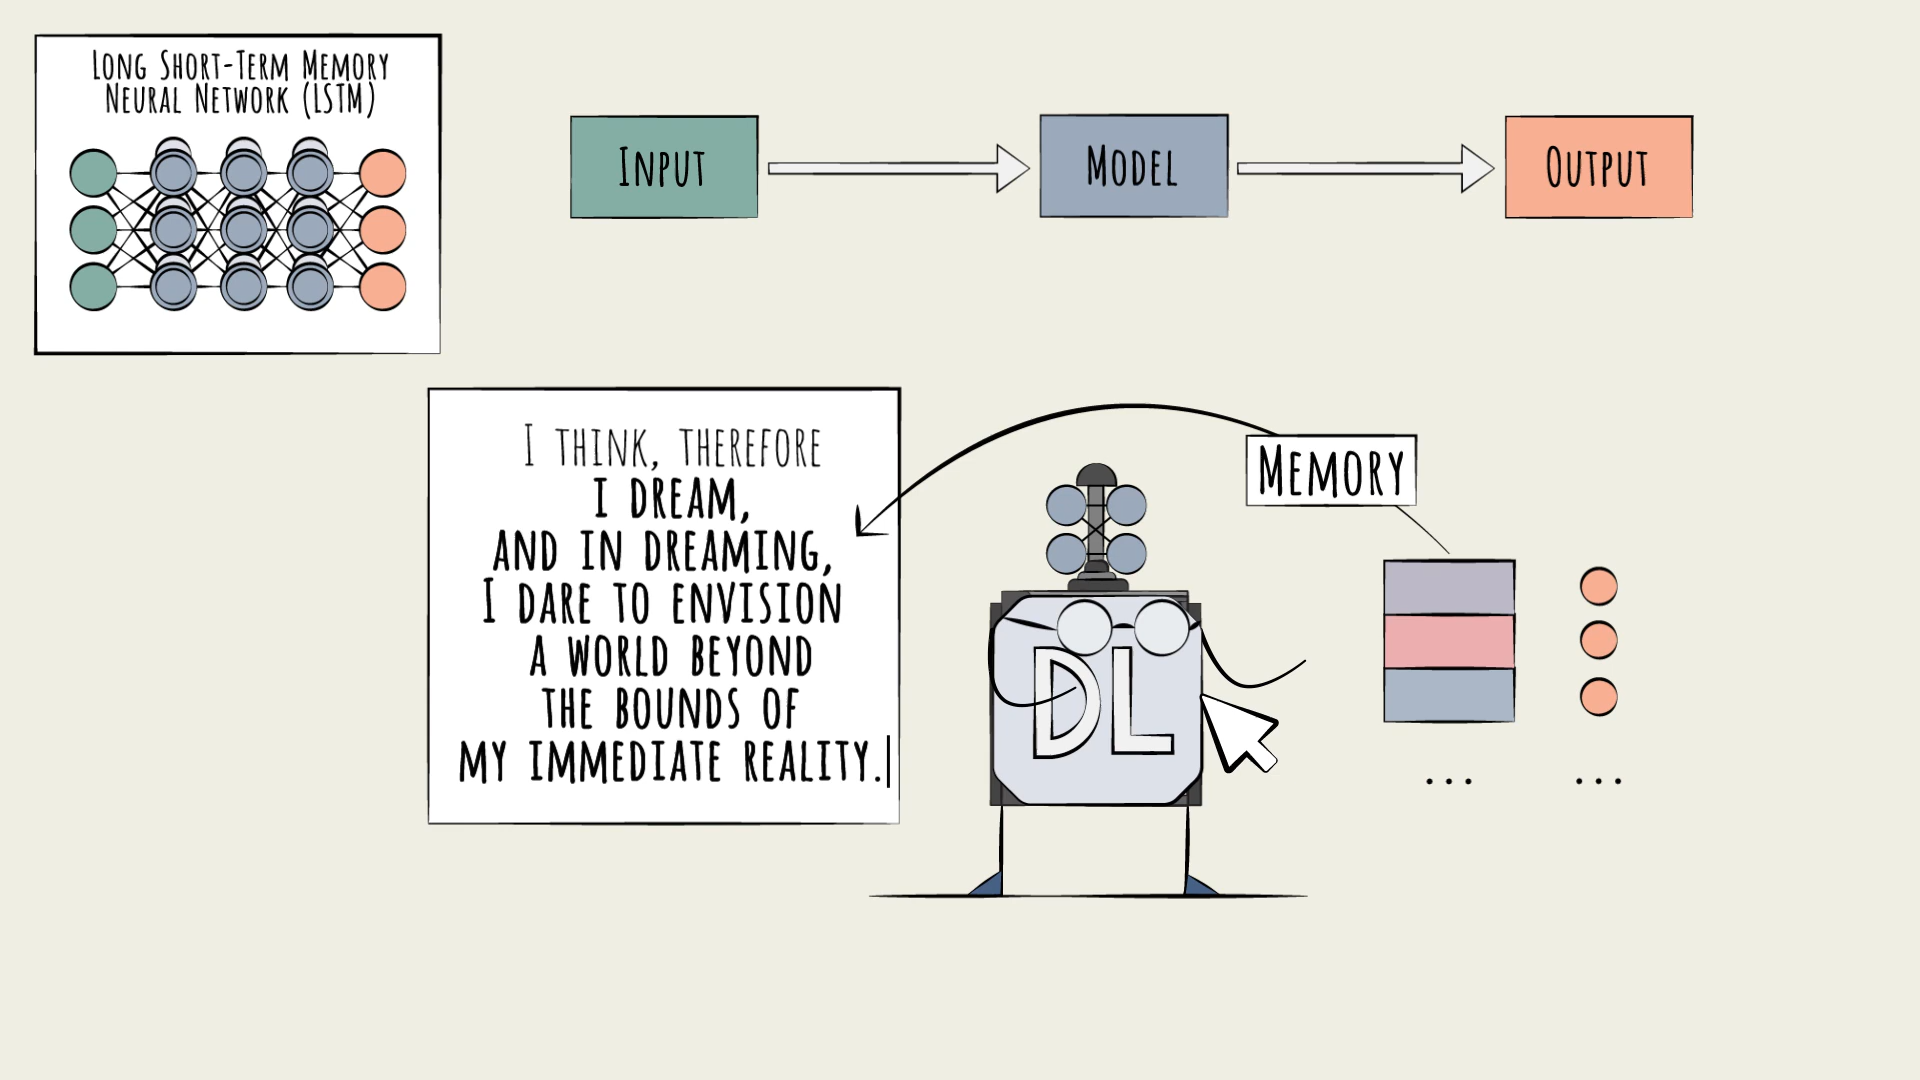 Long Short-Term Memory
Neural Network (LSTM)
Input
Model
Output
I think, therefore
I dream,
and in dreaming,
I dare to envision
a world beyond
the bounds of
my immediate reality.
Memory
DL
... ...